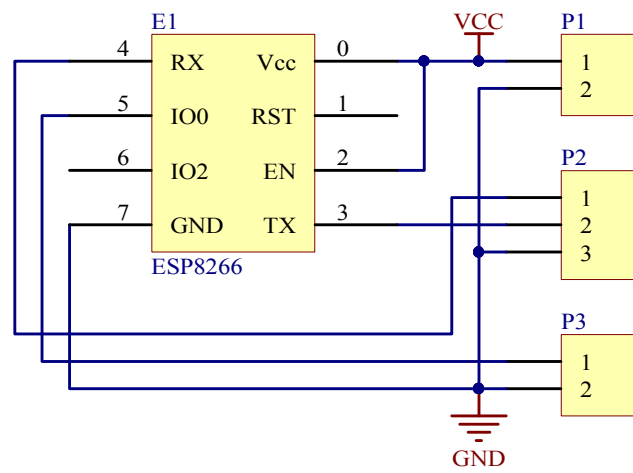 E1
VCC
P1
4 RX Vcc 0
1
5 IO0 RST 1
2
6 IO2 EN 2
P2
7 GND TX 3
1
2
3
ESP8266
P3
1
2
GND